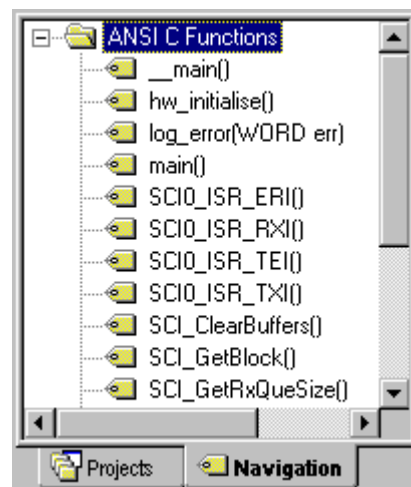 ANSI C Functions
__main()
hw_initialise()
log_error(WORD err)
main()
SCI0_ISR_ERI()
SCI0_ISR_RXI()
SCI0_ISR_TEI()
SCI0_ISR_TXI()
SCI_ClearBuffers()
SCI_GetBlock()
SCI_GetRxQueSize()
Projects Navigation